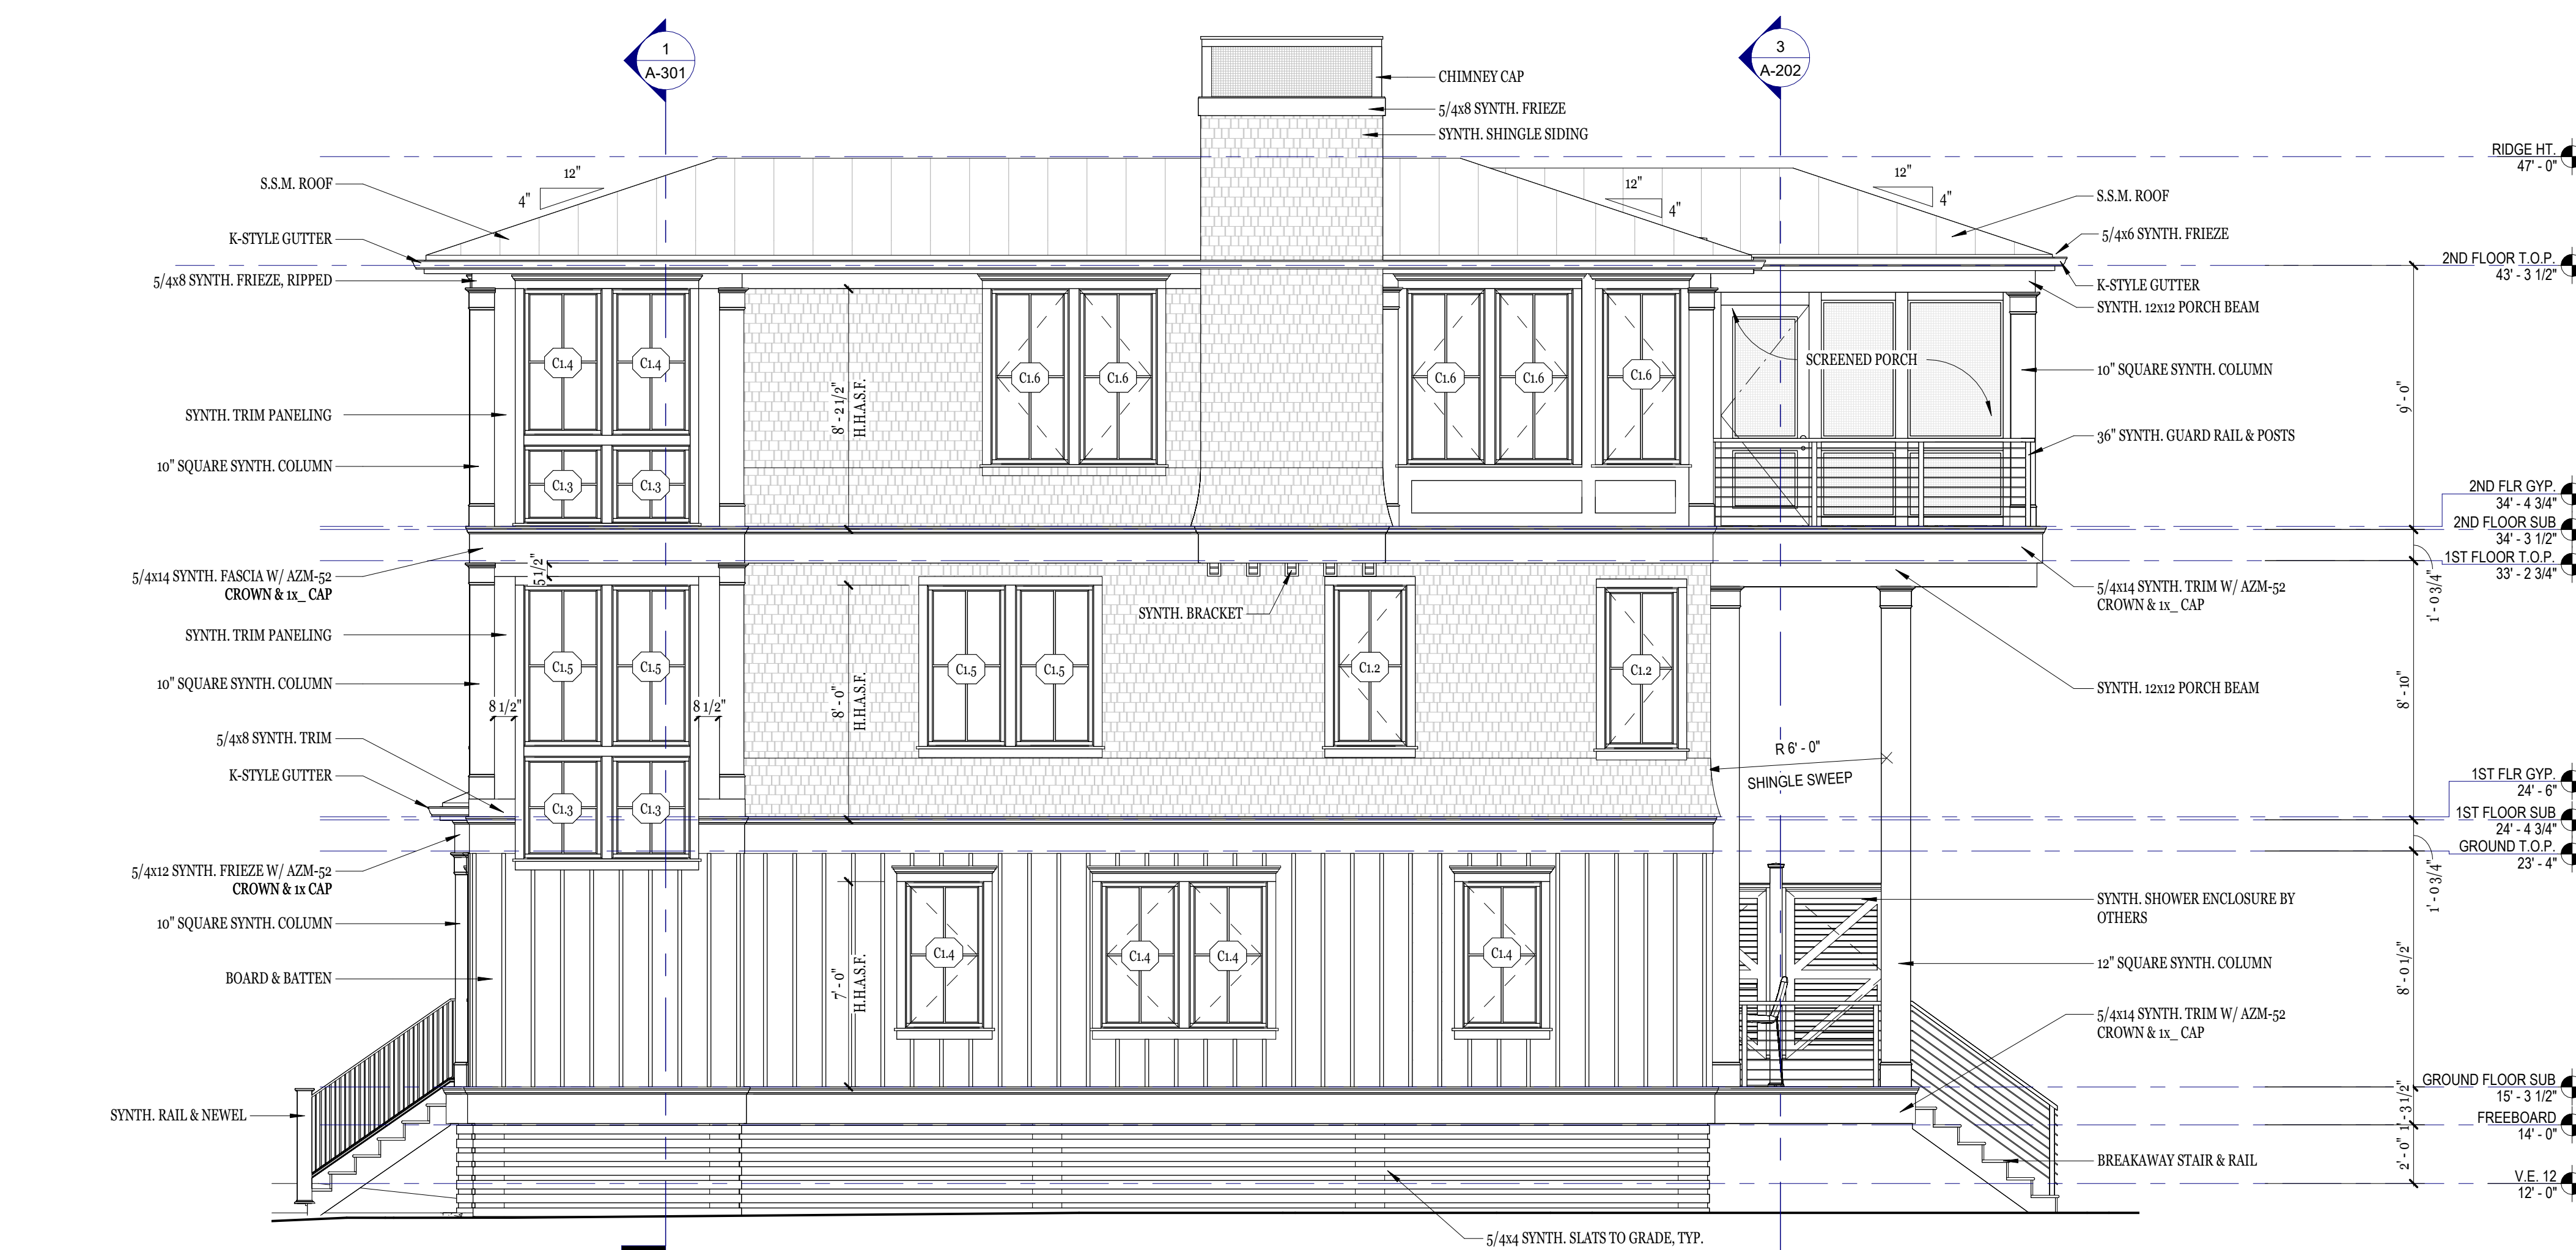 1
A-301
3
A-202
CHIMNEY CAP
5/4x8 SYNTH. FRIEZE
SYNTH. SHINGLE SIDING
RIDGE HT.
47' - 0"
S.S.M. ROOF
12"
4"
12"
4"
12"
4"
S.S.M. ROOF
K-STYLE GUTTER
5/4x6 SYNTH. FRIEZE
5/4x8 SYNTH. FRIEZE, RIPPED
2ND FLOOR T.O.P.
43' - 3 1/2"
K-STYLE GUTTER
SYNTH. 12x12 PORCH BEAM
C1.4
C1.4
C1.6
C1.6
C1.6
C1.6
C1.6
SCREENED PORCH
10" SQUARE SYNTH. COLUMN
8' - 2 1/2"
H.H.A.S.F.
9' - 0"
SYNTH. TRIM PANELING
36" SYNTH. GUARD RAIL & POSTS
10" SQUARE SYNTH. COLUMN
C1.3
C1.3
2ND FLR GYP.
34' - 4 3/4"
2ND FLOOR SUB
34' - 3 1/2"
1ST FLOOR T.O.P.
33' - 2 3/4"
5 1/2"
5/4x14 SYNTH. FASCIA W/ AZM-52
CROWN & 1x_ CAP
5/4x14 SYNTH. TRIM W/ AZM-52
CROWN & 1x_ CAP
1' - 0 3/4"
SYNTH. BRACKET
SYNTH. TRIM PANELING
C1.5
C1.5
C1.5
C1.5
C1.2
C1.2
10" SQUARE SYNTH. COLUMN
SYNTH. 12x12 PORCH BEAM
8' - 0"
H.H.A.S.F.
8' - 10"
8 1/2"
8 1/2"
5/4x8 SYNTH. TRIM
R 6' - 0"
SHINGLE SWEEP
K-STYLE GUTTER
1ST FLR GYP.
24' - 6"
C1.3
C1.3
1ST FLOOR SUB
24' - 4 3/4"
GROUND T.O.P.
23' - 4"
5/4x12 SYNTH. FRIEZE W/ AZM-52
CROWN & 1x CAP
1' - 0 3/4"
SYNTH. SHOWER ENCLOSURE BY
OTHERS
10" SQUARE SYNTH. COLUMN
C1.4
C1.4
C1.4
C1.4
12" SQUARE SYNTH. COLUMN
BOARD & BATTEN
7' - 0"
H.H.A.S.F.
8' - 0 1/2"
5/4x14 SYNTH. TRIM W/ AZM-52
CROWN & 1x_ CAP
GROUND FLOOR SUB
15' - 3 1/2"
1' - 3 1/2"
SYNTH. RAIL & NEWEL
FREEBOARD
14' - 0"
2' - 0"
BREAKAWAY STAIR & RAIL
V.E. 12
12' - 0"
5/4x4 SYNTH. SLATS TO GRADE, TYP.